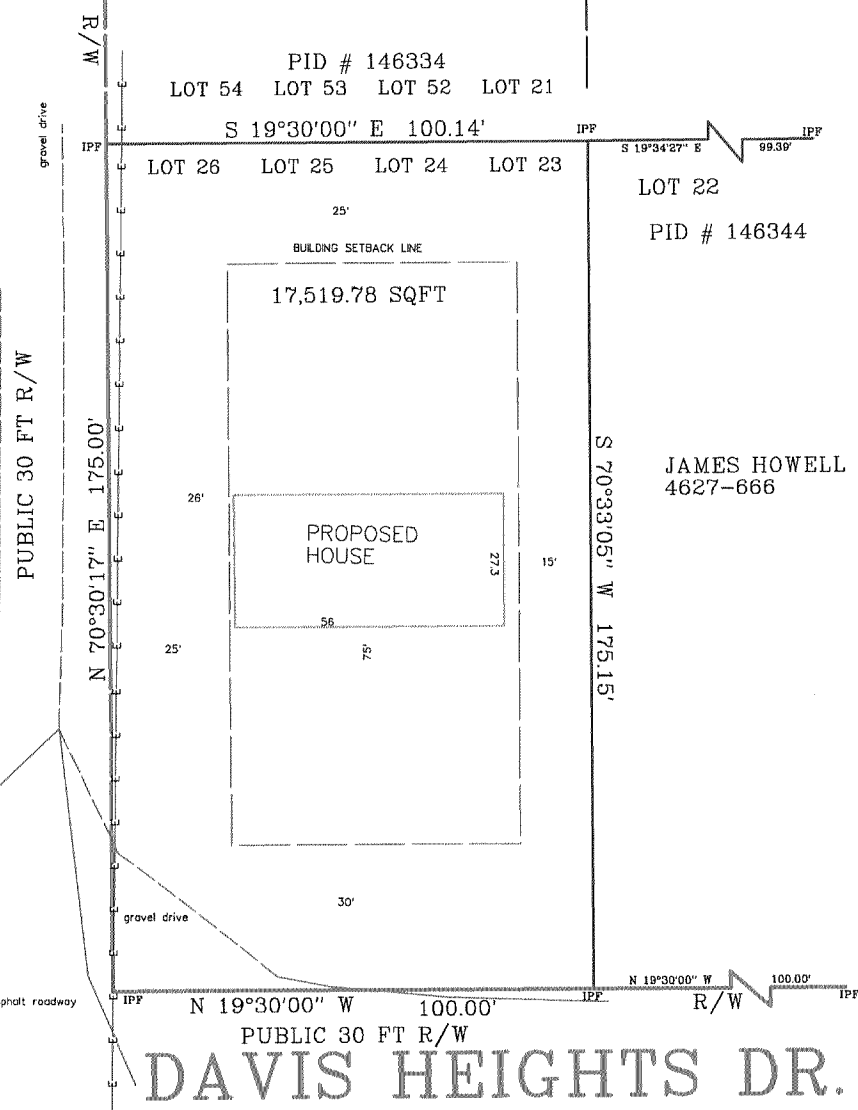 R/W
PID # 146334
LOT 54 LOT 53 LOT 52 LOT 21
gravel drive
S 19°30'00" E 100.14'
IPF
IPF
IPF
S 19°34'27" E
99.39'
LOT 26 LOT 25 LOT 24 LOT 23
LOT 22
25'
PID # 146344
BUILDING SETBACK LINE
17,519.78 SQFT
PUBLIC 30 FT R/W
N 70°30'17" E 175.00'
S 70°33'05" W 175.15'
JAMES HOWELL
4627-666
26'
PROPOSED
HOUSE
27.3
15'
56
25'
75'
30'
gravel drive
N 19°30'00" W
100.00'
phalt roadway
IPF
N 19°30'00" W 100.00'
IPF
R/W
IPF
PUBLIC 30 FT R/W
DAVIS HEIGHTS DR.